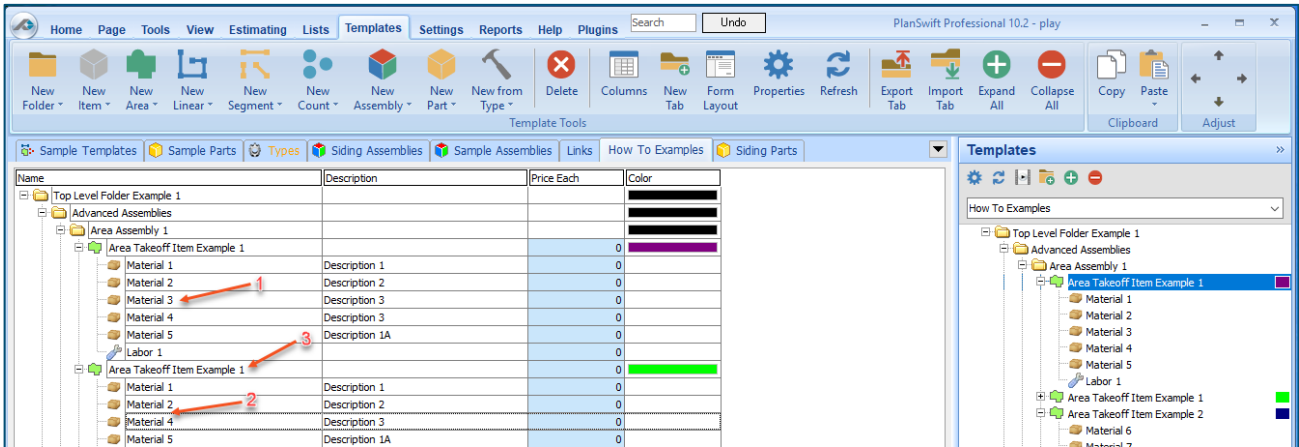 Home Page Tools View Estimating Lists Templates Settings Reports Help Plugins Search Undo PlanSwift Professional 10.2 - play
New Folder New Item New Area New Linear New Segment New Count New Assembly New Part New from Type Delete Columns New Tab Form Layout Properties Refresh Export Tab Import Tab Expand All Collapse All Copy Paste
Template Tools Clipboard Adjust
Sample Templates Sample Parts Types Siding Assemblies Sample Assemblies Links How To Examples Siding Parts
Name Description Price Each Color
Top Level Folder Example 1
Advanced Assemblies
Area Assembly 1
Area Takeoff Item Example 1 0
Material 1 Description 1 0
Material 2 Description 2 0
1
Material 3 Description 3 0
Material 4 Description 3 0
Material 5 Description 1A 0
3
Labor 1 0
Area Takeoff Item Example 1 0
Material 1 Description 1 0
Material 2 Description 2 0
2
Material 4 Description 3 0
Material 5 Description 1A 0
Templates
How To Examples
Top Level Folder Example 1
Advanced Assemblies
Area Assembly 1
Area Takeoff Item Example 1
Material 1
Material 2
Material 3
Material 4
Material 5
Labor 1
Area Takeoff Item Example 1
Area Takeoff Item Example 2
Material 6
Material 7